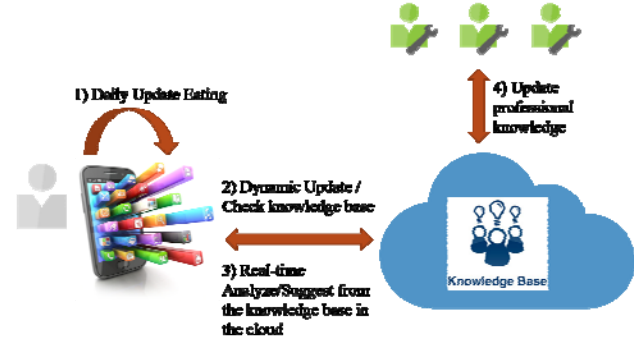 1) Daily Update Eating
4) Update
professional
knowledge
2) Dynamic Update /
Check knowledge base
3) Real-time
Analyze/Suggest from
the knowledge base in
the cloud
Knowledge Base